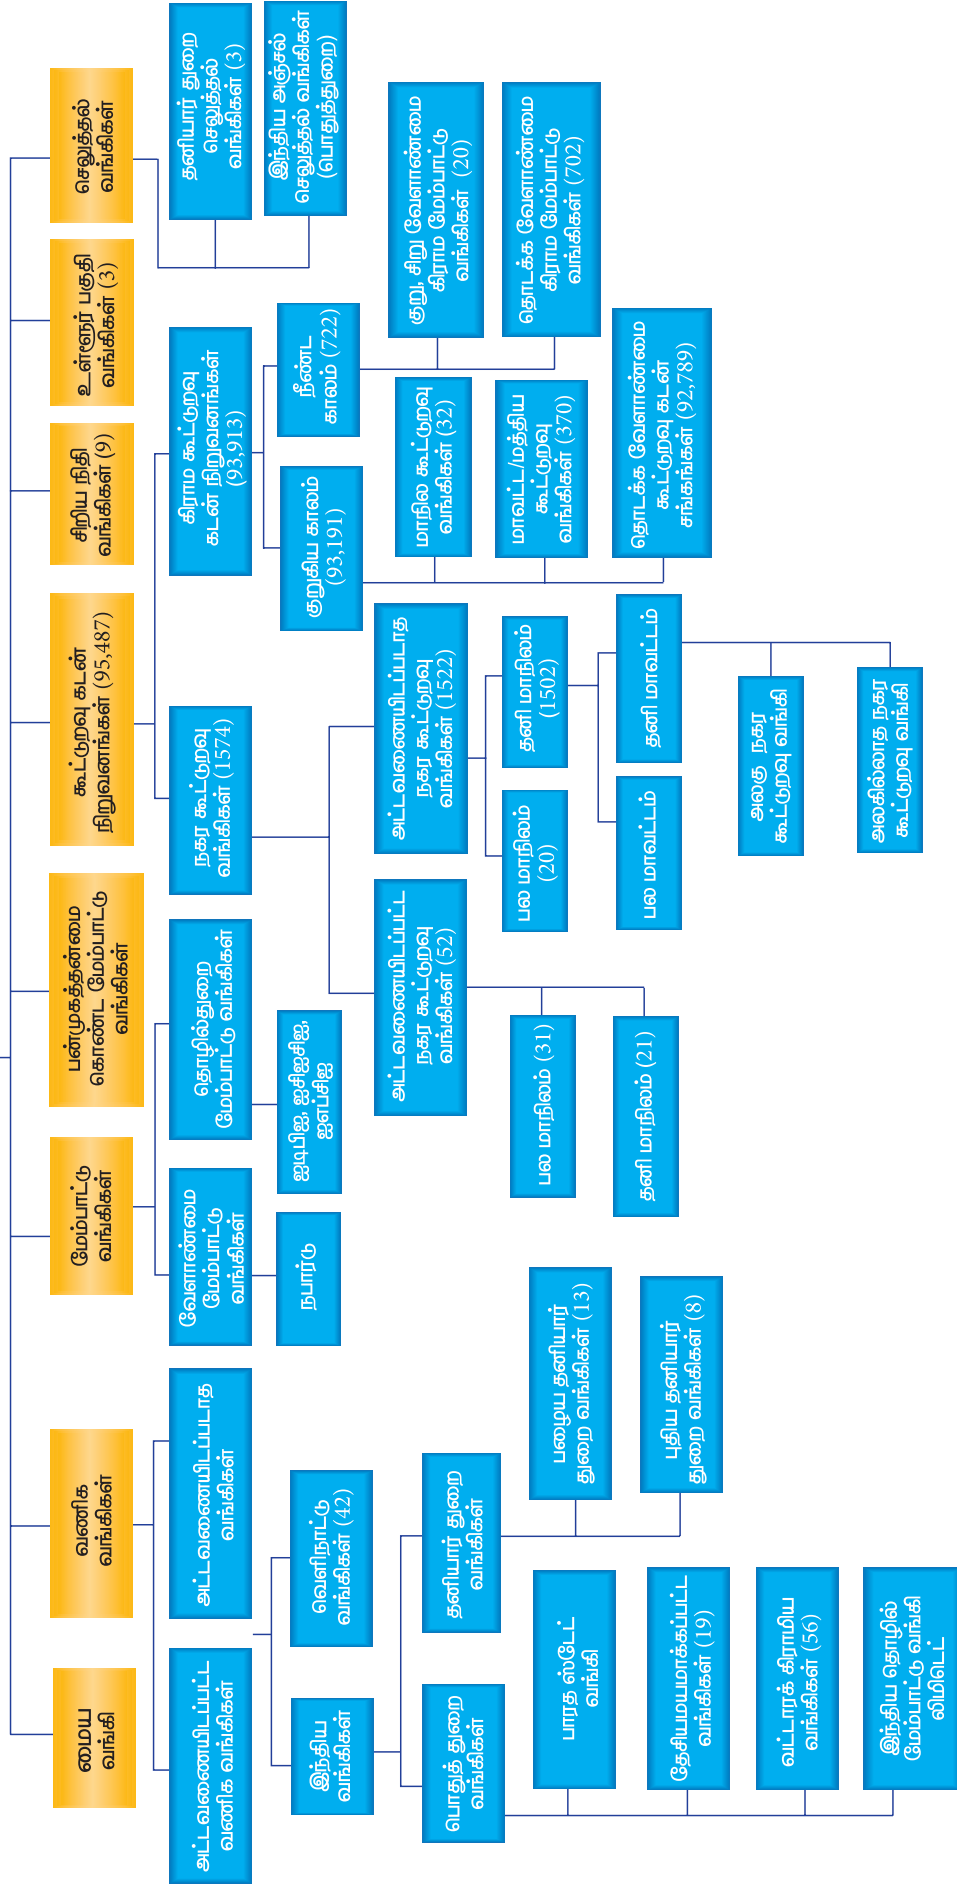 மைய
வங்கி
வணிக
வங்கிகள்
மேம்பாட்டு
வங்கிகள்
பன்முகத்தன்மை
கொண்ட மேம்பாட்டு
வங்கிகள்
கூட்டுறவு கடன்
நிறுவனங்கள் (95,487)
சிறிய நிதி
வங்கிகள் (9)
உள்ளூர் பகுதி
வங்கிகள் (3)
செலுத்தல்
வங்கிகள்
அட்டவணையிடப்பட்ட
வணிக வங்கிகள்
அட்டவணையிடப்படாத
வங்கிகள்
வேளாண்மை
மேம்பாட்டு
வங்கிகள்
தொழில்துறை
மேம்பாட்டு வங்கிகள்
நகர கூட்டுறவு
வங்கிகள் (1574)
கிராம கூட்டுறவு
கடன் நிறுவனங்கள்
(93,913)
தனியார் துறை
செலுத்தல்
வங்கிகள் (3)
இந்திய அஞ்சல்
செலுத்தல் வங்கிகள்
(பொதுத்துறை)
இந்திய
வங்கிகள்
வெளிநாட்டு
வங்கிகள் (42)
நபார்டு
ஐடிபிஐ, ஐசிஐசிஐ,
ஐஎப்சிஐ
குறுகிய காலம்
(93,191)
நீண்ட
காலம் (722)
அட்டவணையிடப்பட்ட
நகர கூட்டுறவு
வங்கிகள் (52)
அட்டவணையிடப்படாத
நகர கூட்டுறவு
வங்கிகள் (1522)
மாநில கூட்டுறவு
வங்கிகள் (32)
குறு, சிறு வேளாண்மை
கிராம மேம்பாட்டு
வங்கிகள் (20)
பொதுத் துறை
வங்கிகள்
தனியார் துறை
வங்கிகள்
பல மாநிலம்
(20)
தனி மாநிலம்
(1502)
மாவட்ட/மத்திய
கூட்டுறவு
வங்கிகள் (370)
தொடக்க வேளாண்மை
கிராம மேம்பாட்டு
வங்கிகள் (702)
பாரத ஸ்டேட்
வங்கி
பழைய தனியார்
துறை வங்கிகள் (13)
பல மாநிலம் (31)
பல மாவட்டம்
தனி மாவட்டம்
தொடக்க வேளாண்மை
கூட்டுறவு கடன்
சங்கங்கள் (92,789)
தேசியமயமாக்கப்பட்ட
வங்கிகள் (19)
புதிய தனியார்
துறை வங்கிகள் (8)
தனி மாநிலம் (21)
வட்டாரக் கிராமிய
வங்கிகள் (56)
அலகு நகர
கூட்டுறவு வங்கி
இந்திய தொழில்
மேம்பாட்டு வங்கி
லிமிடெட்
அலகில்லாத நகர
கூட்டுறவு வங்கி